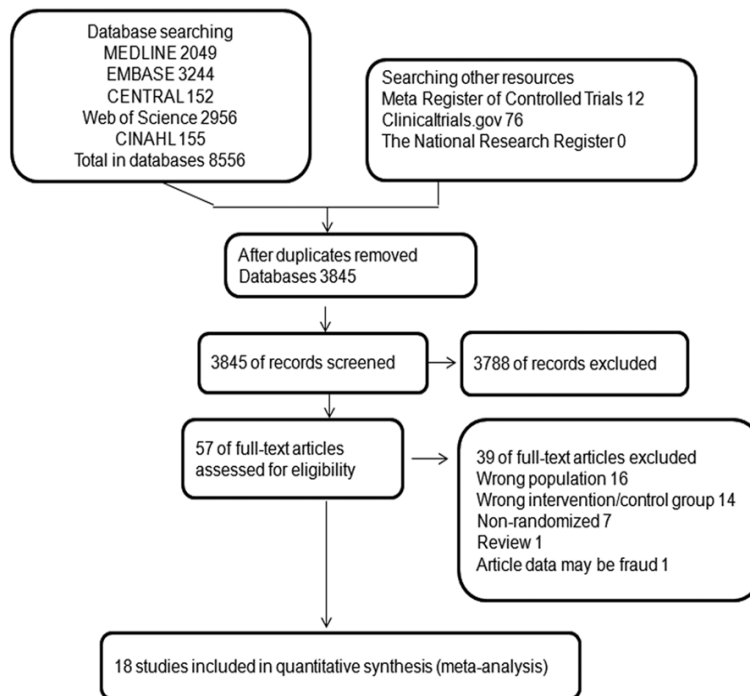 Database searching
MEDLINE 2049
EMBASE 3244
CENTRAL 152
Web of Science 2956
CINAHL 155
Total in databases 8556
Searching other resources
Meta Register of Controlled Trials 12
Clinicaltrials.gov 76
The National Research Register 0
After duplicates removed
Databases 3845
3845 of records screened
3788 of records excluded
57 of full-text articles
assessed for eligibility
39 of full-text articles excluded
Wrong population 16
Wrong intervention/control group 14
Non-randomized 7
Review 1
Article data may be fraud 1
18 studies included in quantitative synthesis (meta-analysis)